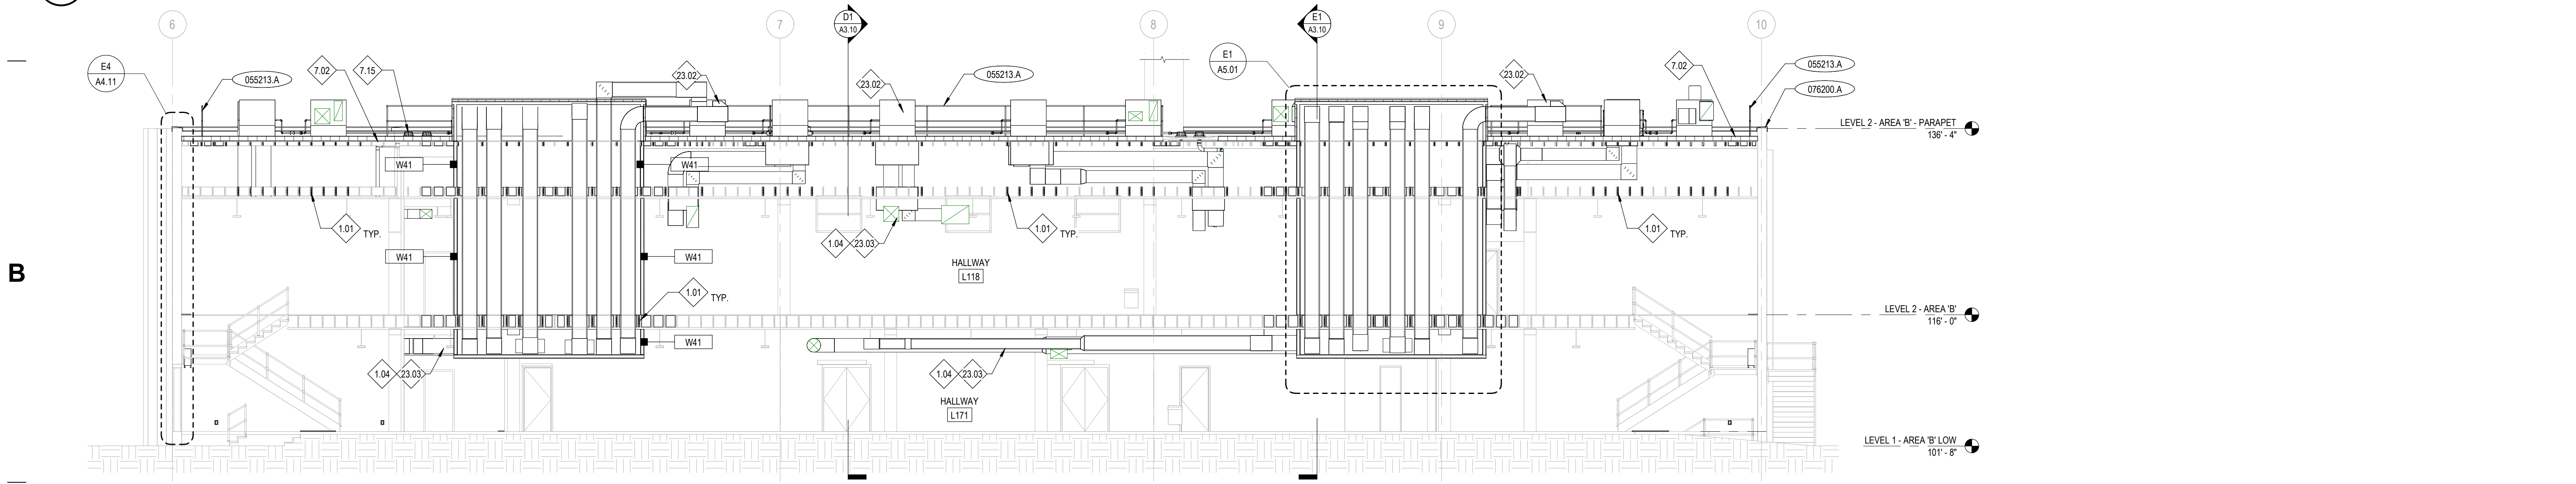 6
7
8
9
10
D1
A3.10
E1
A3.10
E4
A4.11
055213.A
7.02
7.15
23.02
23.02
055213.A
E1
A5.01
23.02
7.02
055213.A
076200.A
LEVEL 2 - AREA 'B' - PARAPET
136' - 4"
W41
W41
1.01
TYP.
1.04
23.03
1.01
TYP.
1.01
TYP.
B
W41
W41
HALLWAY
L118
1.01
TYP.
LEVEL 2 - AREA 'B'
116' - 0"
W41
1.04
23.03
1.04
23.03
HALLWAY
L171
LEVEL 1 - AREA 'B' LOW
101' - 8"